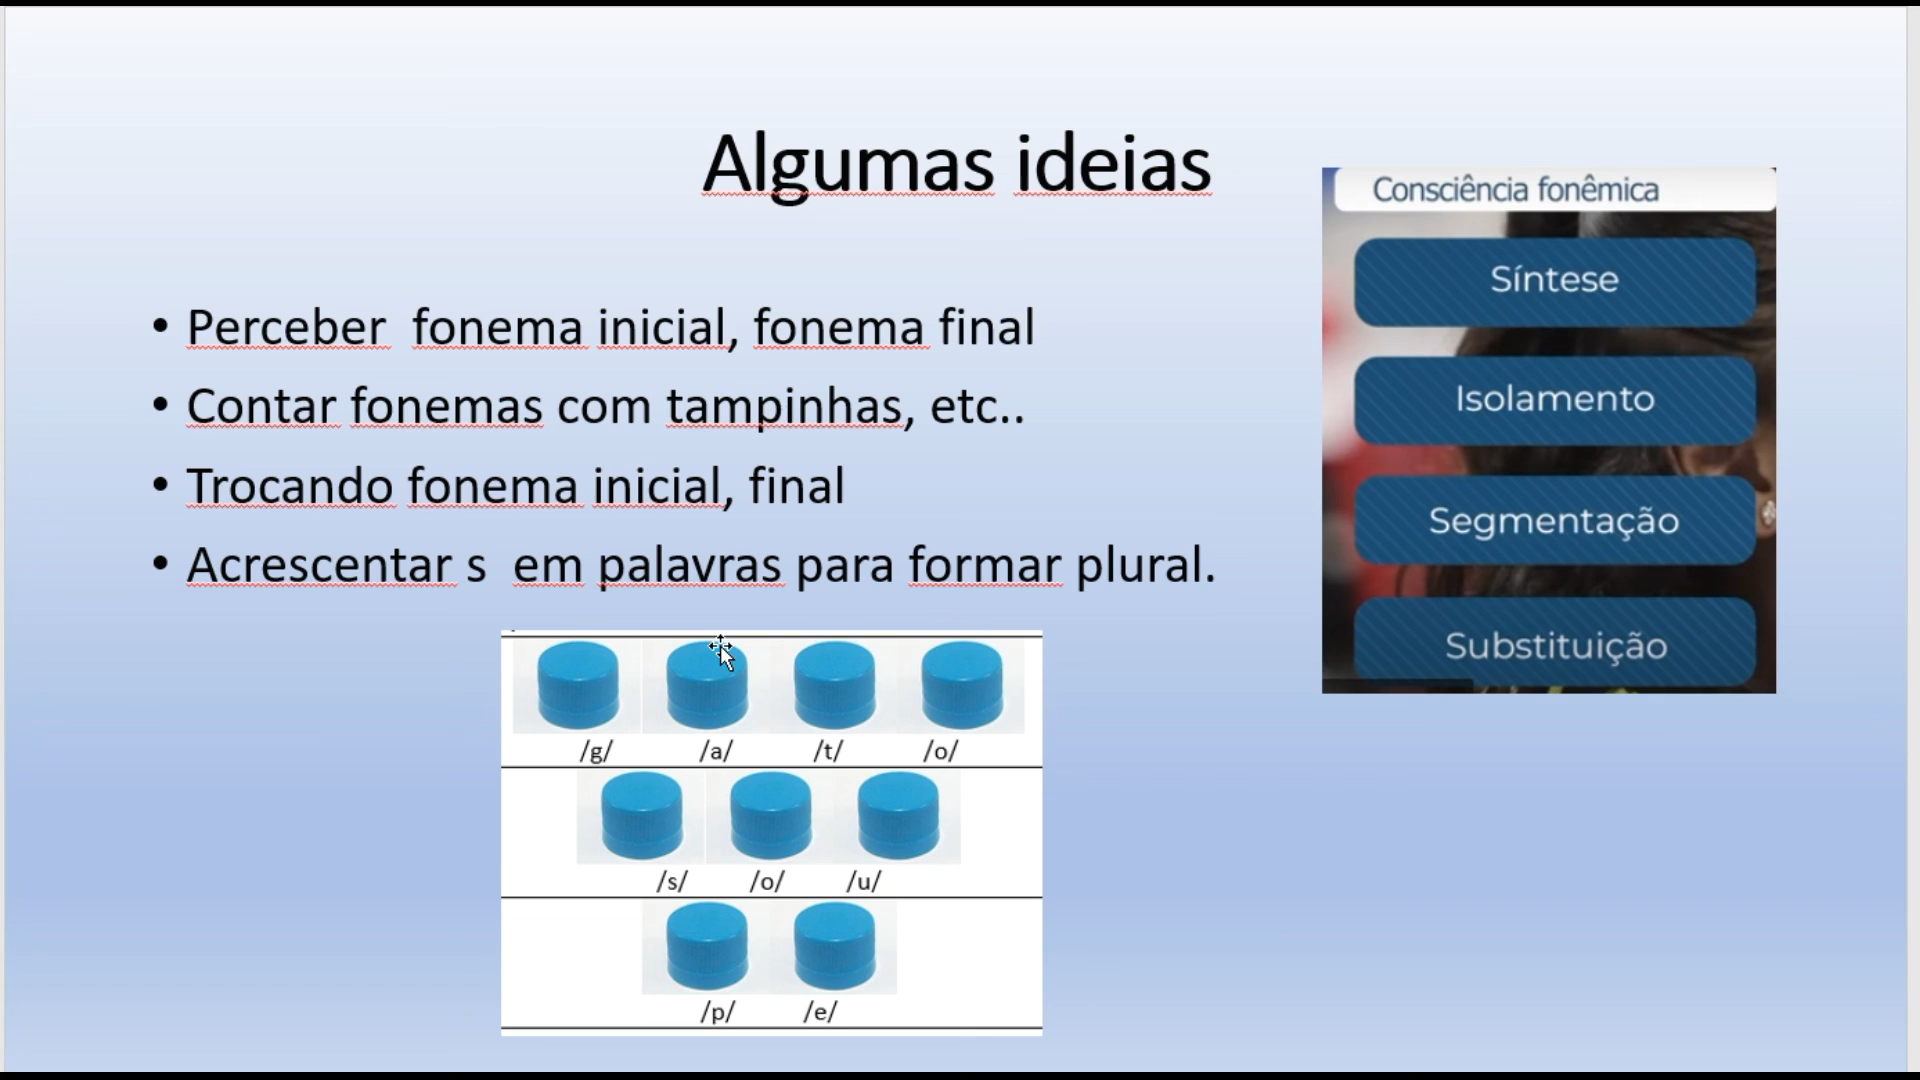 Algumas ideias
• Perceber  fonema inicial, fonema final
• Contar fonemas com tampinhas, etc..
• Trocando fonema inicial, final
• Acrescentar s  em palavras para formar plural.
Consciência fonêmica
Síntese
Isolamento
Segmentação
Substituição
/g/ /a/ /t/ /o/
/s/ /o/ /u/
/p/ /e/